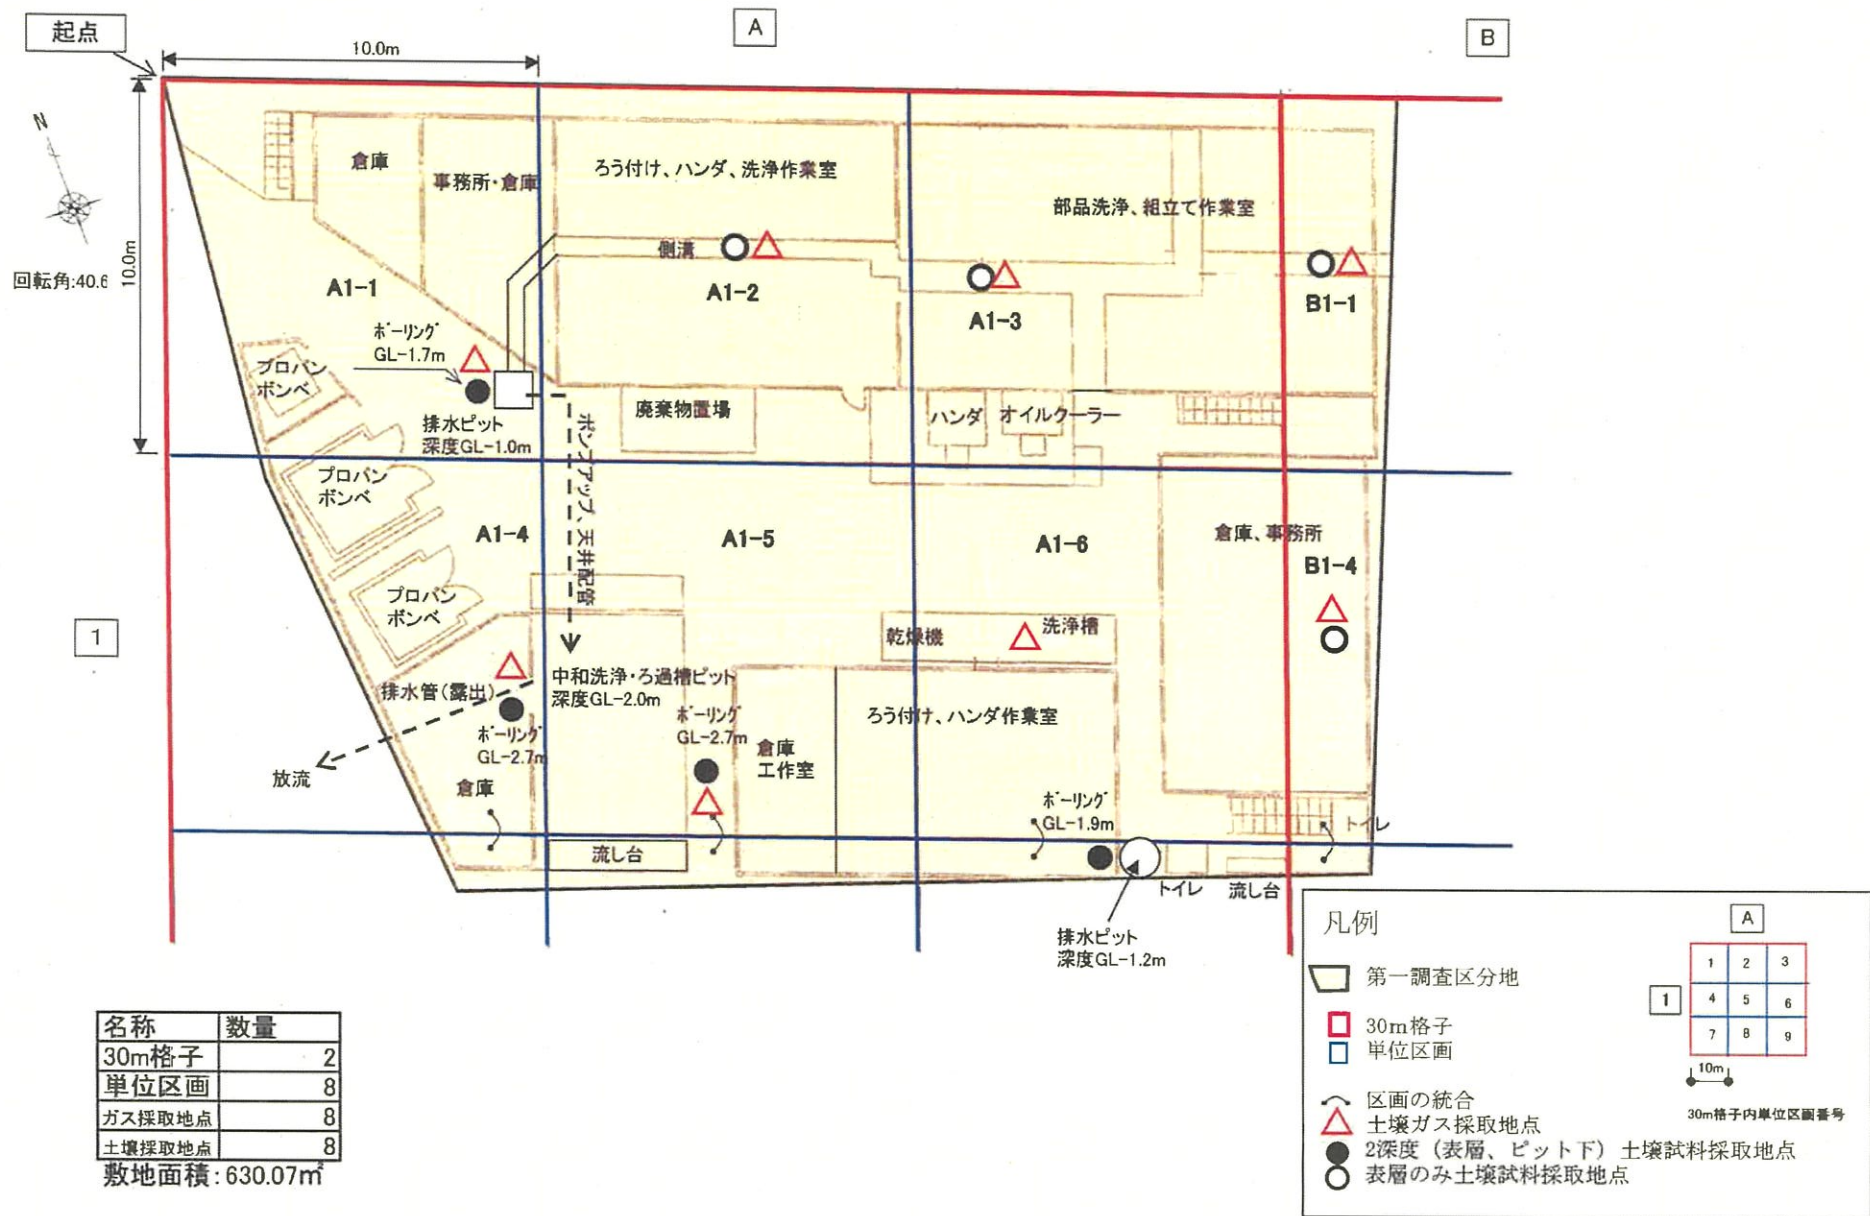 起点
10.0m
A
B
N
回転角:40.6
10.0m
倉庫
事務所・倉庫
ろう付け、ハンダ、洗浄作業室
部品洗浄、組立て作業室
側溝
A1-1
A1-2
A1-3
B1-1
ボーリング
GL-1.7m
プロパン
ボンベ
排水ピット
深度GL-1.0m
廃棄物置場
ハンダ
オイルクーラー
ポンプアップ、天井配管
プロパン
ボンベ
A1-4
A1-5
A1-6
倉庫、事務所
B1-4
プロパン
ボンベ
1
乾燥機
洗浄槽
排水管(露出)
中和洗浄・ろ過槽ピット
深度GL-2.0m
ボーリング
GL-2.7m
ボーリング
GL-2.7m
倉庫
工作室
ろう付け、ハンダ作業室
放流
倉庫
ボーリング
GL-1.9m
トイレ
流し台
トイレ
流し台
排水ピット
深度GL-1.2m
名称 数量
30m格子 2
単位区画 8
ガス採取地点 8
土壌採取地点 8
敷地面積:630.07㎡
凡例
第一調査区分地
30m格子
単位区画
区画の統合
土壌ガス採取地点
2深度(表層、ピット下)土壌試料採取地点
表層のみ土壌試料採取地点
A
1
1 2 3
4 5 6
7 8 9
10m
30m格子内単位区画番号